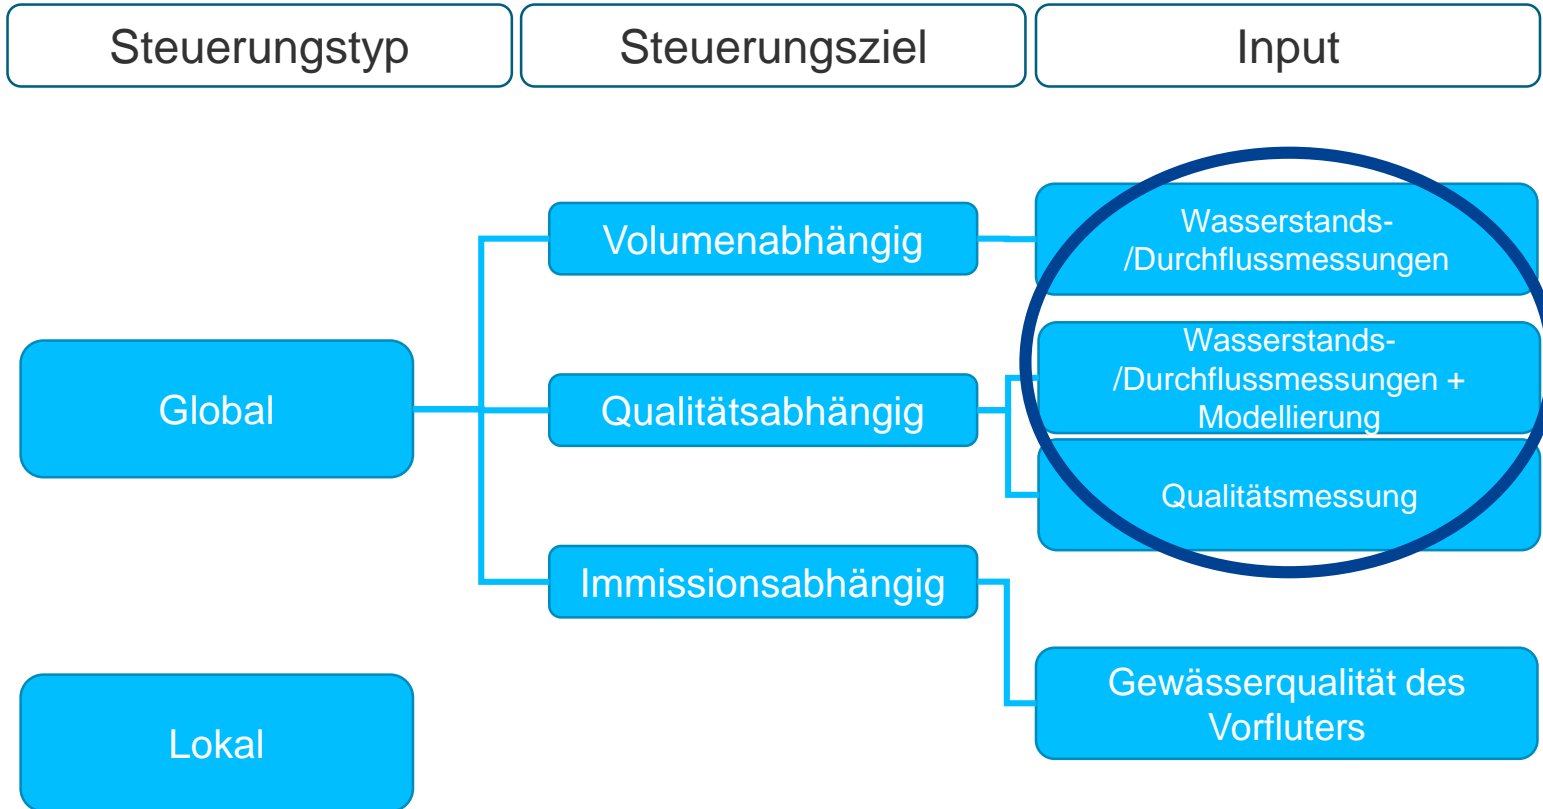 Steuerungstyp
Steuerungsziel
Input
Global
Volumenabhängig
Wasserstands-
/Durchflussmessungen
Qualitätsabhängig
Wasserstands-
/Durchflussmessungen +
Modellierung
Qualitätsmessung
Immissionsabhängig
Gewässerqualität des
Vorfluters
Lokal